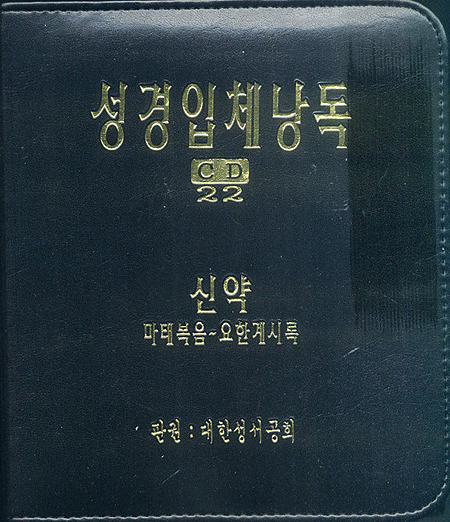 성경입체낭독
CD
22
신약
마태복음~요한계시록
판권 : 대한성서공회